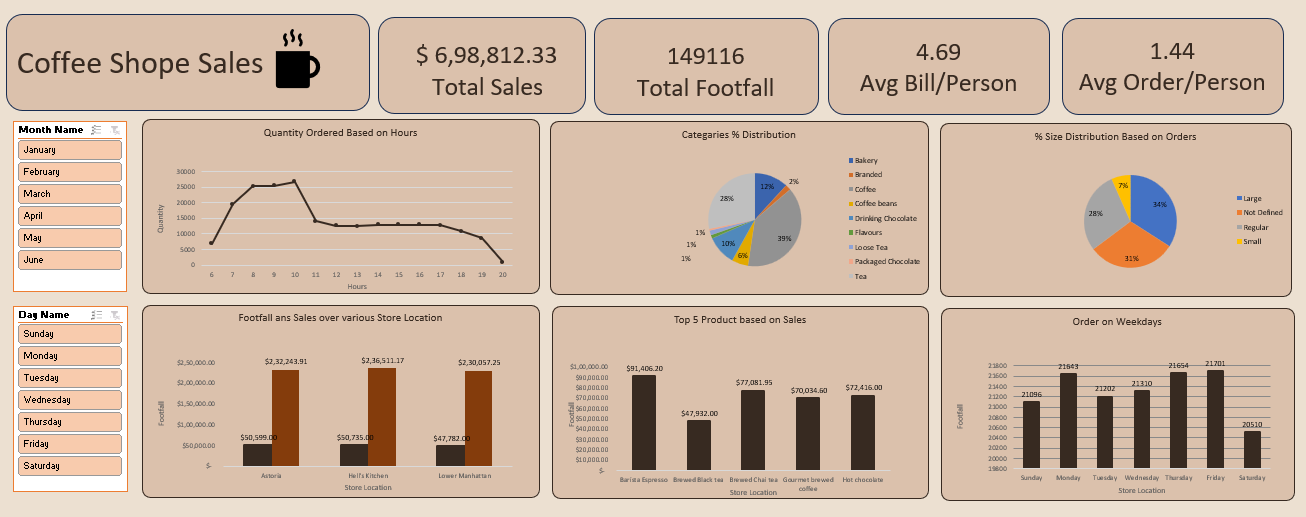 Coffee Shope Sales
$ 6,98,812.33
Total Sales
149116
Total Footfall
4.69
Avg Bill/Person
1.44
Avg Order/Person
Month Name
January
February
March
April
May
June
Quantity Ordered Based on Hours
Quantity
30000
25000
20000
15000
10000
5000
0
6 7 8 9 10 11 12 13 14 15 16 17 18 19 20
Hours
Categaries % Distribution
12%
2%
39%
6%
10%
1%
1%
1%
28%
Bakery
Branded
Coffee
Coffee beans
Drinking Chocolate
Flavours
Loose Tea
Packaged Chocolate
Tea
% Size Distribution Based on Orders
34%
31%
28%
7%
Large
Not Defined
Regular
Small
Day Name
Sunday
Monday
Tuesday
Wednesday
Thursday
Friday
Saturday
Footfall ans Sales over various Store Location
Footfall
$2,50,000.00
$2,00,000.00
$1,50,000.00
$1,00,000.00
$50,000.00
$-
$50,599.00 $2,32,243.91
$50,735.00 $2,36,511.17
$47,782.00 $2,30,057.25
Astoria Hell's Kitchen Lower Manhattan
Store Location
Top 5 Product based on Sales
Footfall
$1,00,000.00
$90,000.00
$80,000.00
$70,000.00
$60,000.00
$50,000.00
$40,000.00
$30,000.00
$20,000.00
$10,000.00
$-
$91,406.20
$47,932.00
$77,081.95
$70,034.60
$72,416.00
Barista Espresso Brewed Black tea Brewed Chai tea Gourmet brewed coffee Hot chocolate
Store Location
Order on Weekdays
Footfall
21800
21600
21400
21200
21000
20800
20600
20400
20200
20000
19800
21096 21643 21202 21310 21654 21701 20510
Sunday Monday Tuesday Wednesday Thursday Friday Saturday
Store Location